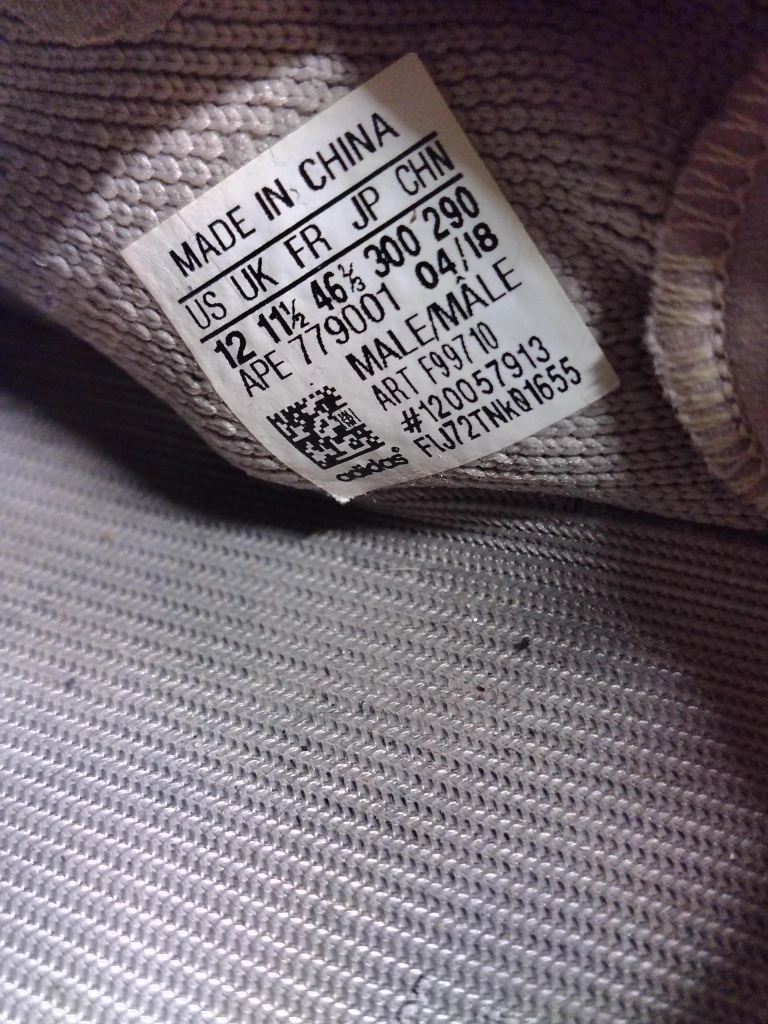 MADE IN CHINA
US UK FR JP CHN
12 11½ 46⅔ 300 290
APE 779001 04/18
MALE/MÂLE
ART F99710
#120057913
FIJ72TNk01655
adidas®